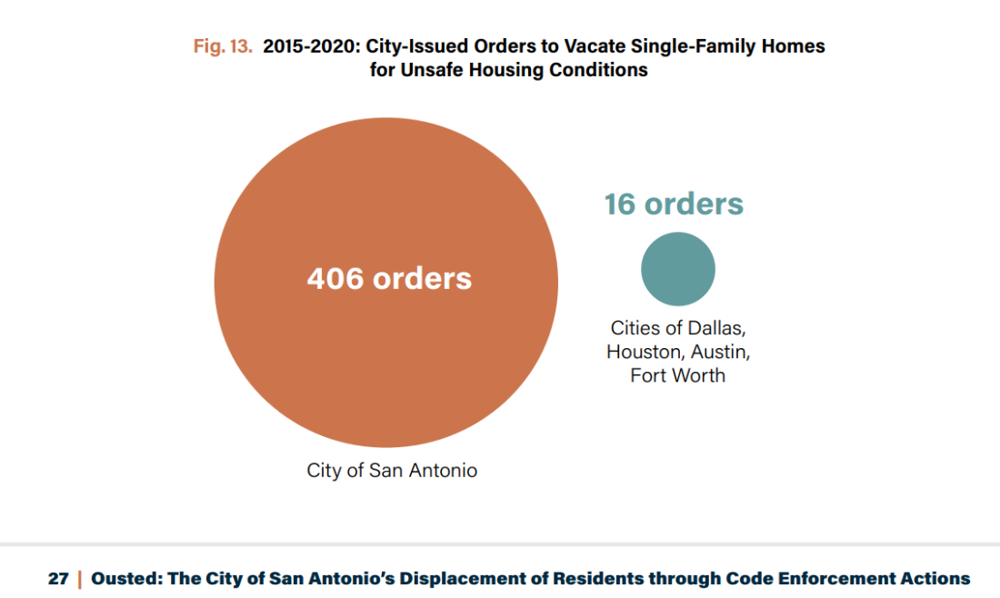 Fig. 13. 2015-2020: City-Issued Orders to Vacate Single-Family Homes
for Unsafe Housing Conditions
406 orders
City of San Antonio
16 orders
Cities of Dallas,
Houston, Austin,
Fort Worth
27 | Ousted: The City of San Antonio’s Displacement of Residents through Code Enforcement Actions